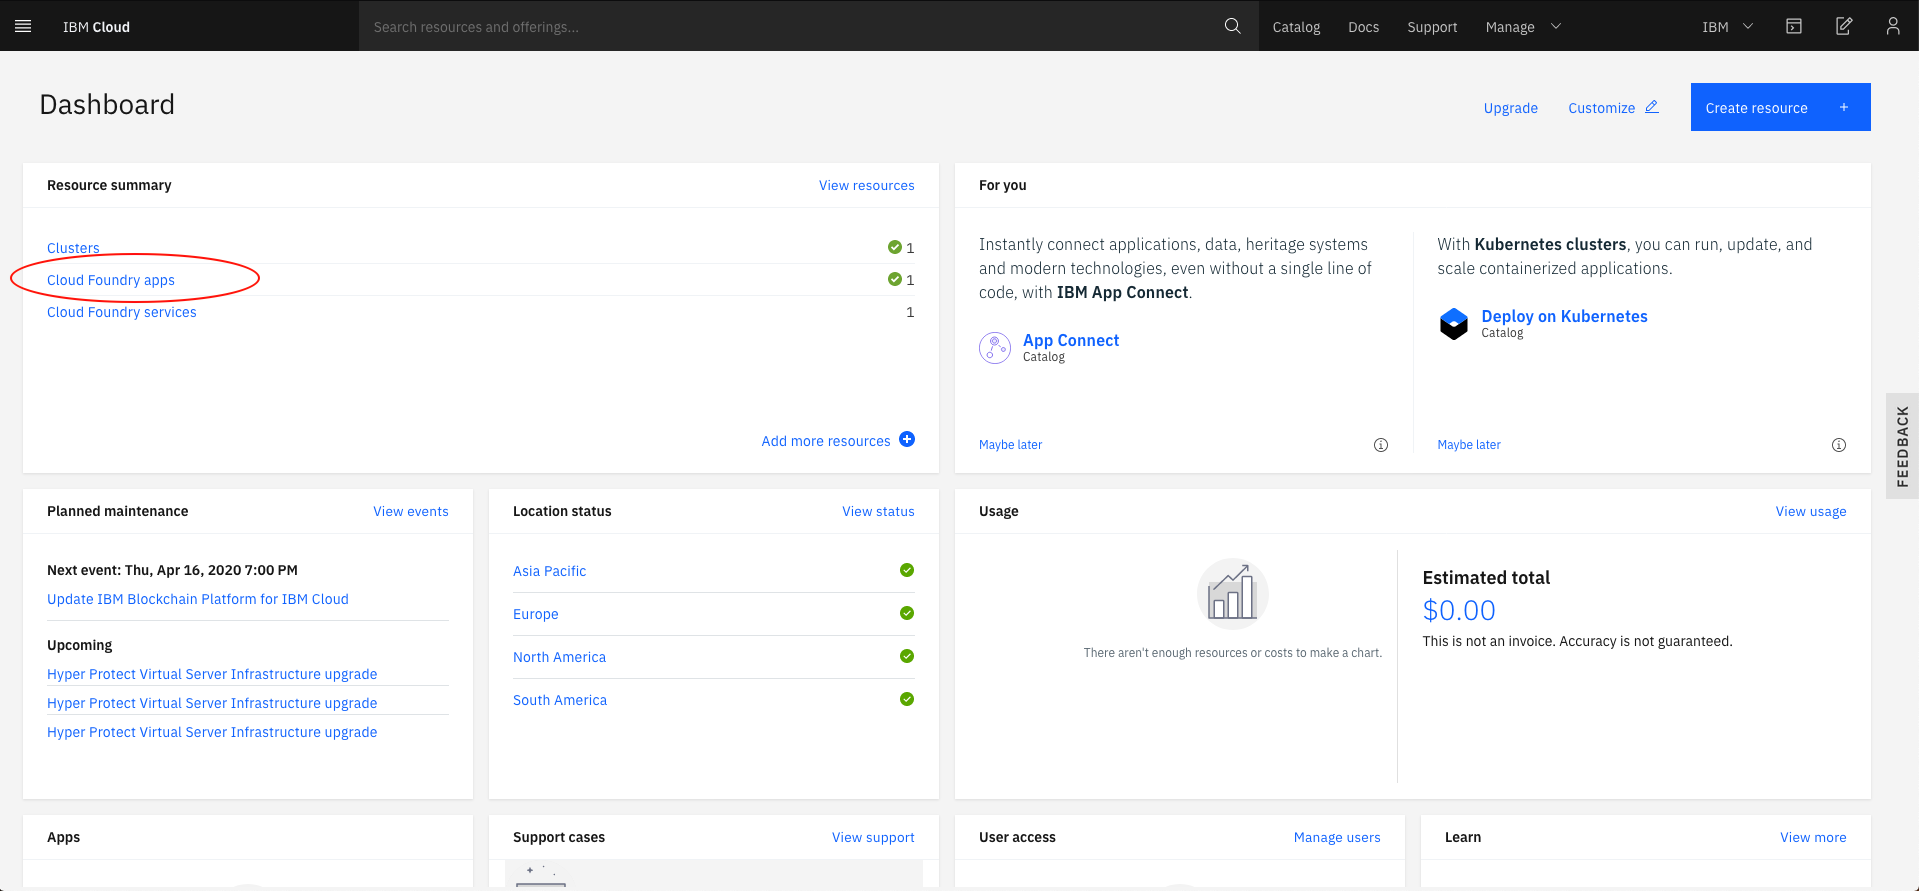 IBM Cloud
Search resources and offerings...
Catalog
Docs
Support
Manage
IBM
Dashboard
Upgrade
Customize
Create resource +
Resource summary
View resources
Clusters
1
Cloud Foundry apps
1
Cloud Foundry services
1
Add more resources
For you
Instantly connect applications, data, heritage systems
and modern technologies, even without a single line of
code, with IBM App Connect.
App Connect
Catalog
Maybe later
With Kubernetes clusters, you can run, update, and
scale containerized applications.
Deploy on Kubernetes
Catalog
Maybe later
FEEDBACK
Planned maintenance
View events
Next event: Thu, Apr 16, 2020 7:00 PM
Update IBM Blockchain Platform for IBM Cloud
Upcoming
Hyper Protect Virtual Server Infrastructure upgrade
Hyper Protect Virtual Server Infrastructure upgrade
Hyper Protect Virtual Server Infrastructure upgrade
Location status
View status
Asia Pacific
Europe
North America
South America
Usage
View usage
There aren't enough resources or costs to make a chart.
Estimated total
$0.00
This is not an invoice. Accuracy is not guaranteed.
Apps
Support cases
View support
User access
Manage users
Learn
View more